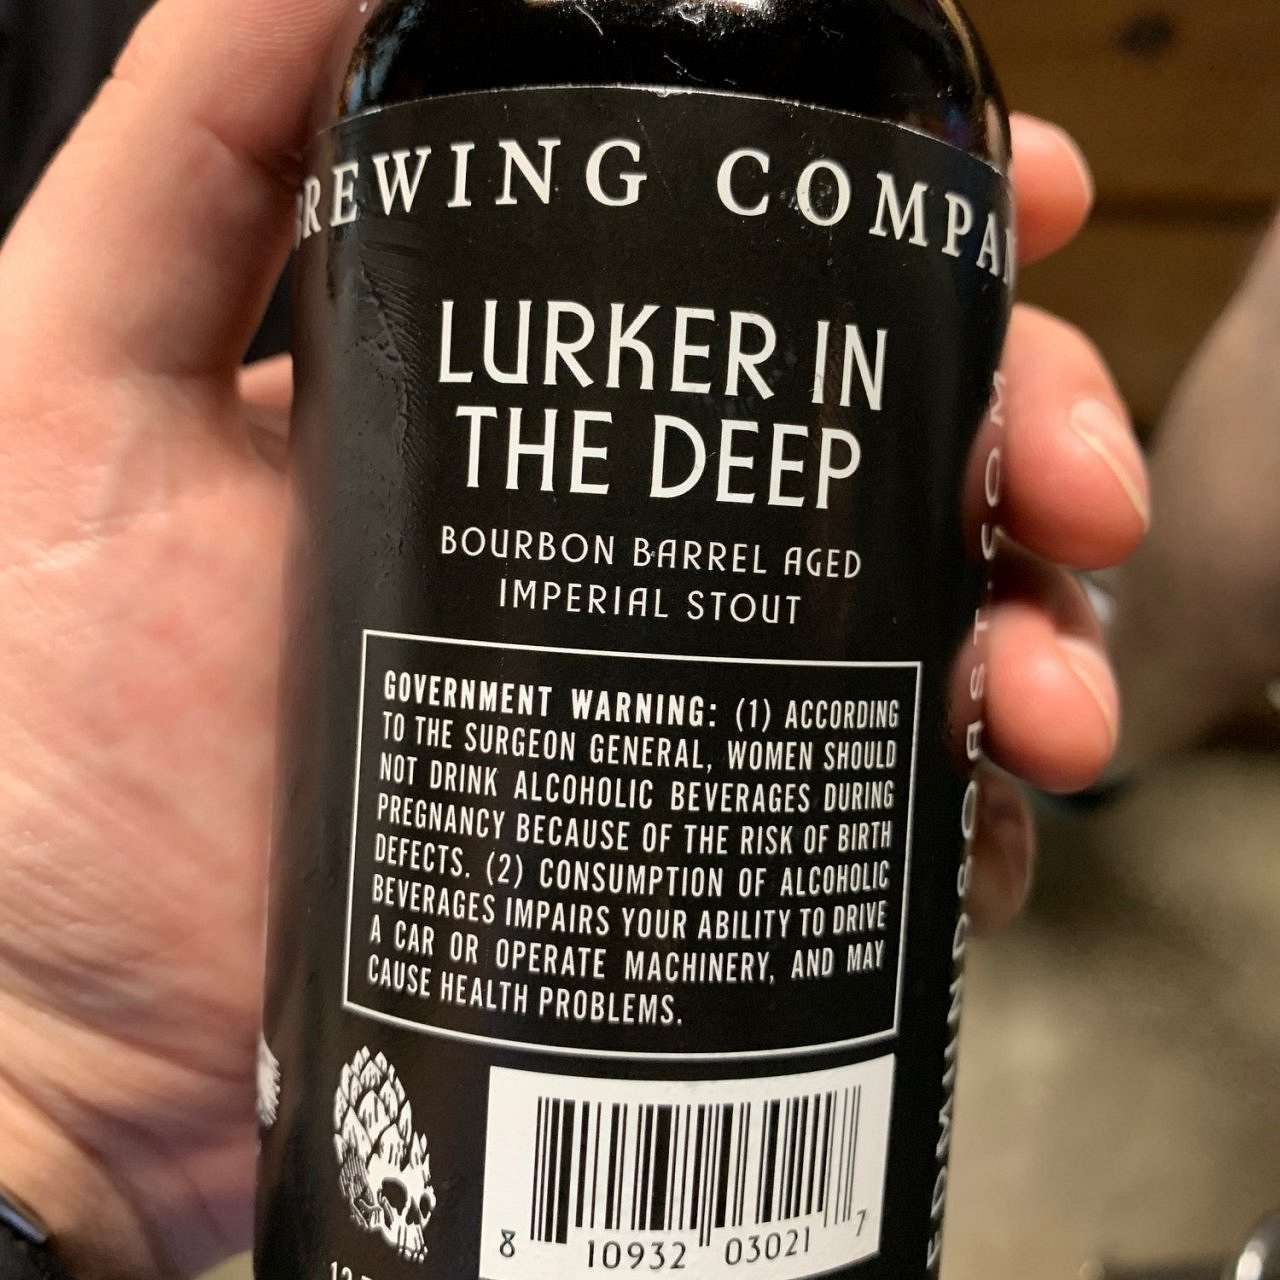 BREWING COMPAN
LURKER IN
THE DEEP
BOURBON BARREL AGED
IMPERIAL STOUT
GOVERNMENT WARNING: (1) ACCORDING
TO THE SURGEON GENERAL, WOMEN SHOULD
NOT DRINK ALCOHOLIC BEVERAGES DURING
PREGNANCY BECAUSE OF THE RISK OF BIRTH
DEFECTS. (2) CONSUMPTION OF ALCOHOLIC
BEVERAGES IMPAIRS YOUR ABILITY TO DRIVE
A CAR OR OPERATE MACHINERY, AND MAY
CAUSE HEALTH PROBLEMS.
8 10932 03021 7